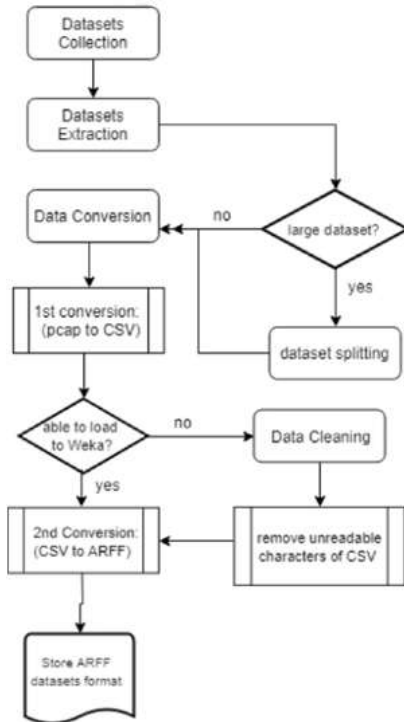 Datasets
Collection
Datasets
Extraction
large dataset?
no
yes
dataset splitting
Data Conversion
1st conversion:
(pcap to CSV)
able to load
to Weka?
no
yes
Data Cleaning
remove unreadable
characters of CSV
2nd Conversion:
(CSV to ARFF)
Store ARFF
datasets format